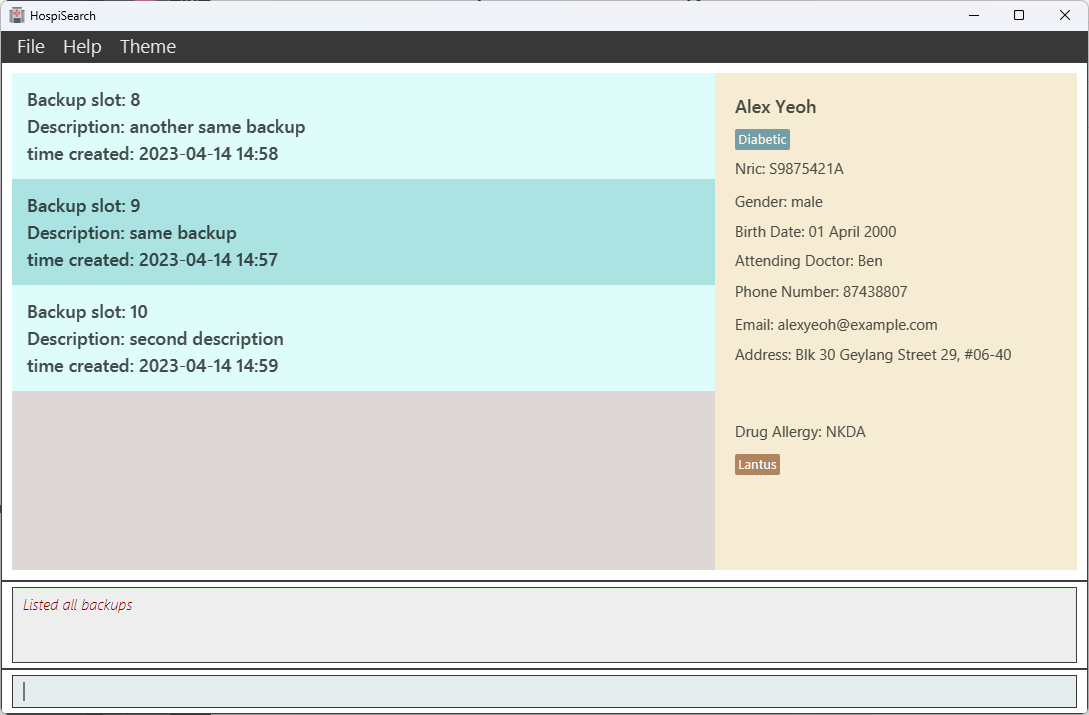 HospiSearch
File Help Theme
Backup slot: 8
Description: another same backup
time created: 2023-04-14 14:58
Backup slot: 9
Description: same backup
time created: 2023-04-14 14:57
Backup slot: 10
Description: second description
time created: 2023-04-14 14:59
Alex Yeoh
Diabetic
Nric: S9875421A
Gender: male
Birth Date: 01 April 2000
Attending Doctor: Ben
Phone Number: 87438807
Email: alexyeoh@example.com
Address: Blk 30 Geylang Street 29, #06-40
Drug Allergy: NKDA
Lantus
Listed all backups